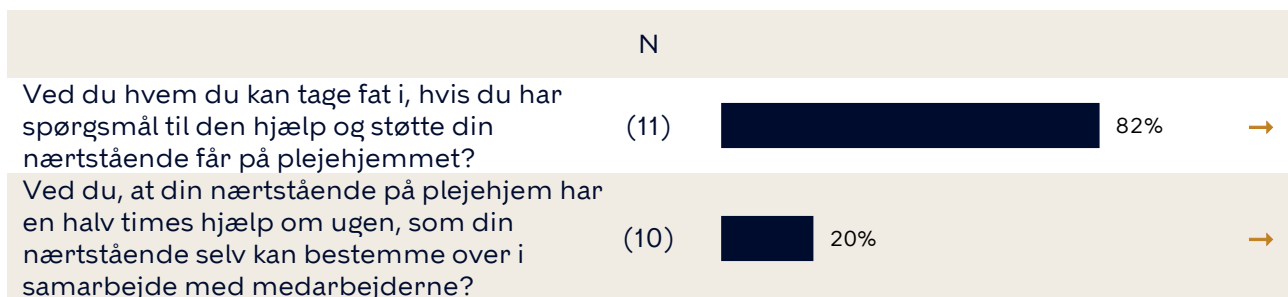 N
Ved du hvem du kan tage fat i, hvis du har
spørgsmål til den hjælp og støtte din
nærtstående får på plejehjemmet?
(11)
82%
→
Ved du, at din nærtstående på plejehjem har
en halv times hjælp om ugen, som din
nærtstående selv kan bestemme over i
samarbejde med medarbejderne?
(10)
20%
→